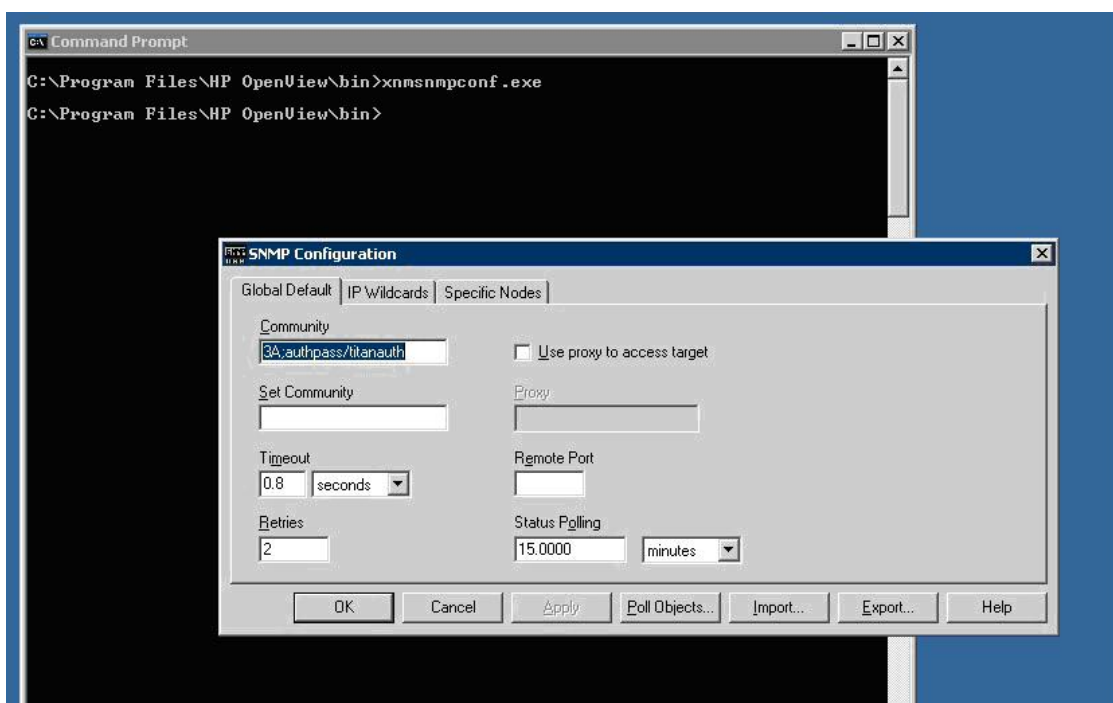 Command Prompt
C:\Program Files\HP OpenView\bin>xnmsnmpconf.exe
C:\Program Files\HP OpenView\bin>
SNMP Configuration
Global Default IP Wildcards Specific Nodes
Community
3A;authpass/titanauth
Use proxy to access target
Set Community
Proxy
Timeout
Remote Port
0.8 seconds
Retries
Status Polling
2
15.0000 minutes
OK Cancel Apply Poll Objects... Import... Export... Help